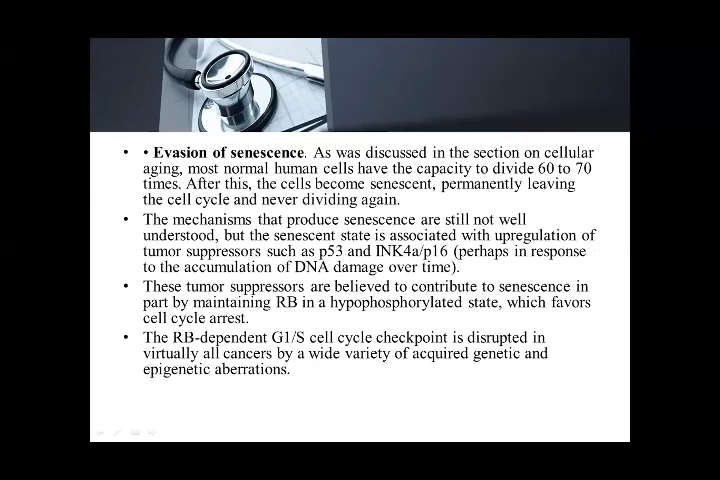 • • Evasion of senescence. As was discussed in the section on cellular
aging, most normal human cells have the capacity to divide 60 to 70
times. After this, the cells become senescent, permanently leaving
the cell cycle and never dividing again.
• The mechanisms that produce senescence are still not well
understood, but the senescent state is associated with upregulation of
tumor suppressors such as p53 and INK4a/p16 (perhaps in response
to the accumulation of DNA damage over time).
• These tumor suppressors are believed to contribute to senescence in
part by maintaining RB in a hypophosphorylated state, which favors
cell cycle arrest.
• The RB-dependent G1/S cell cycle checkpoint is disrupted in
virtually all cancers by a wide variety of acquired genetic and
epigenetic aberrations.